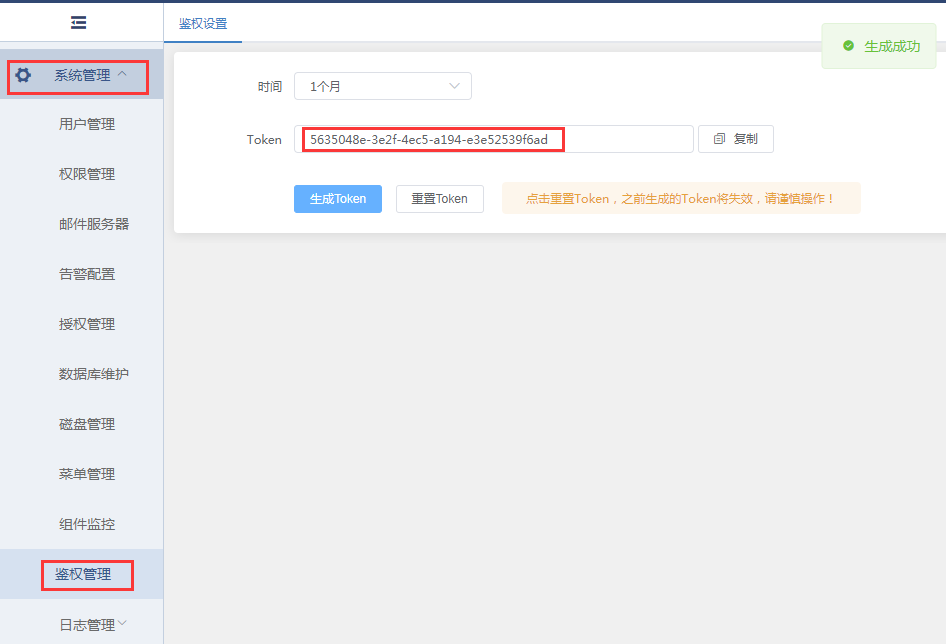 鉴权设置
生成成功
系统管理
用户管理
权限管理
邮件服务器
告警配置
授权管理
数据库维护
磁盘管理
菜单管理
组件监控
鉴权管理
日志管理
时间 1个月
Token 5635048e-3e2f-4ec5-a194-e3e52539f6ad 复制
生成Token 重置Token 点击重置Token，之前生成的Token将失效，请谨慎操作！